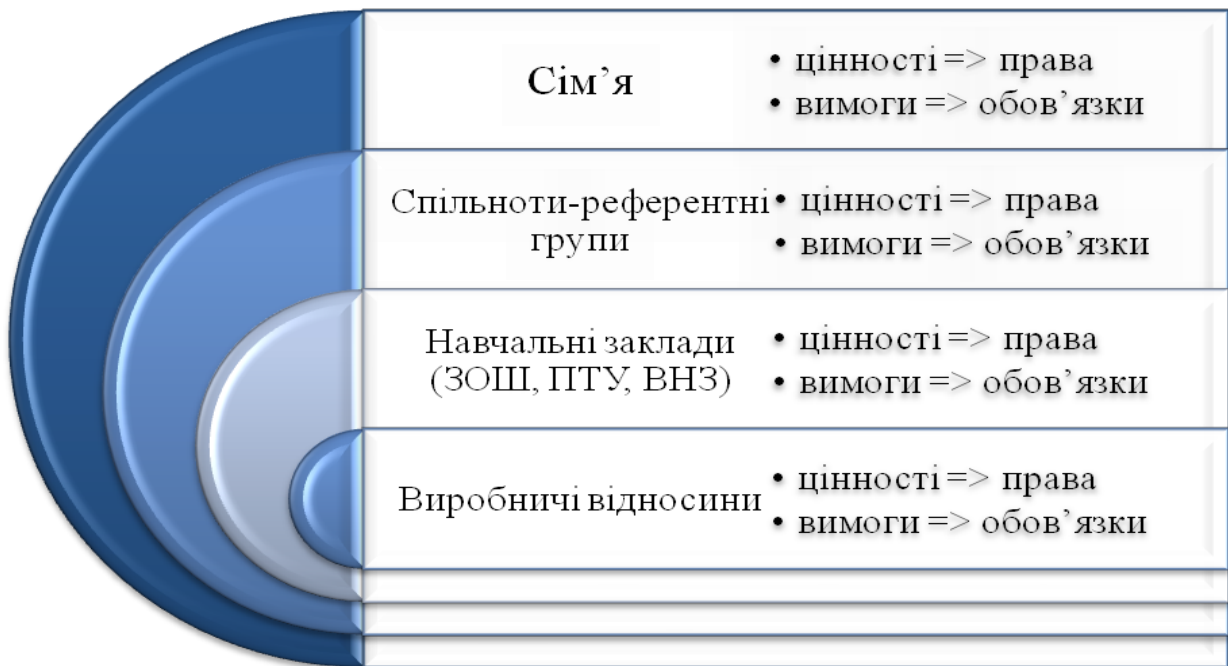 Сім’я
• цінності => права
• вимоги => обов’язки
Спільноти-референтні
групи
• цінності => права
• вимоги => обов’язки
Навчальні заклади
(ЗОШ, ПТУ, ВНЗ)
• цінності => права
• вимоги => обов’язки
Виробничі відносини
• цінності => права
• вимоги => обов’язки